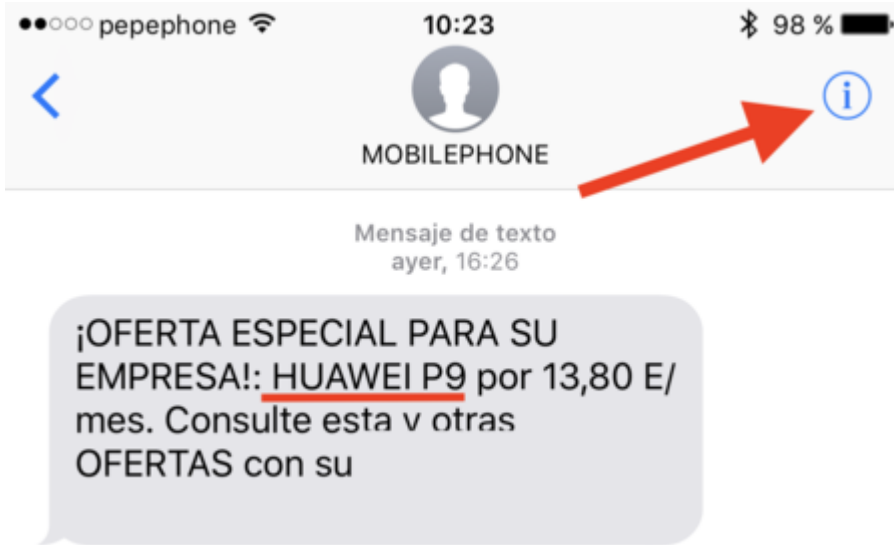 pepephone 10:23 98 %
MOBILEPHONE
i
Mensaje de texto
ayer, 16:26
¡OFERTA ESPECIAL PARA SU
EMPRESA!: HUAWEI P9 por 13,80 E/
mes. Consulte esta y otras
OFERTAS con su